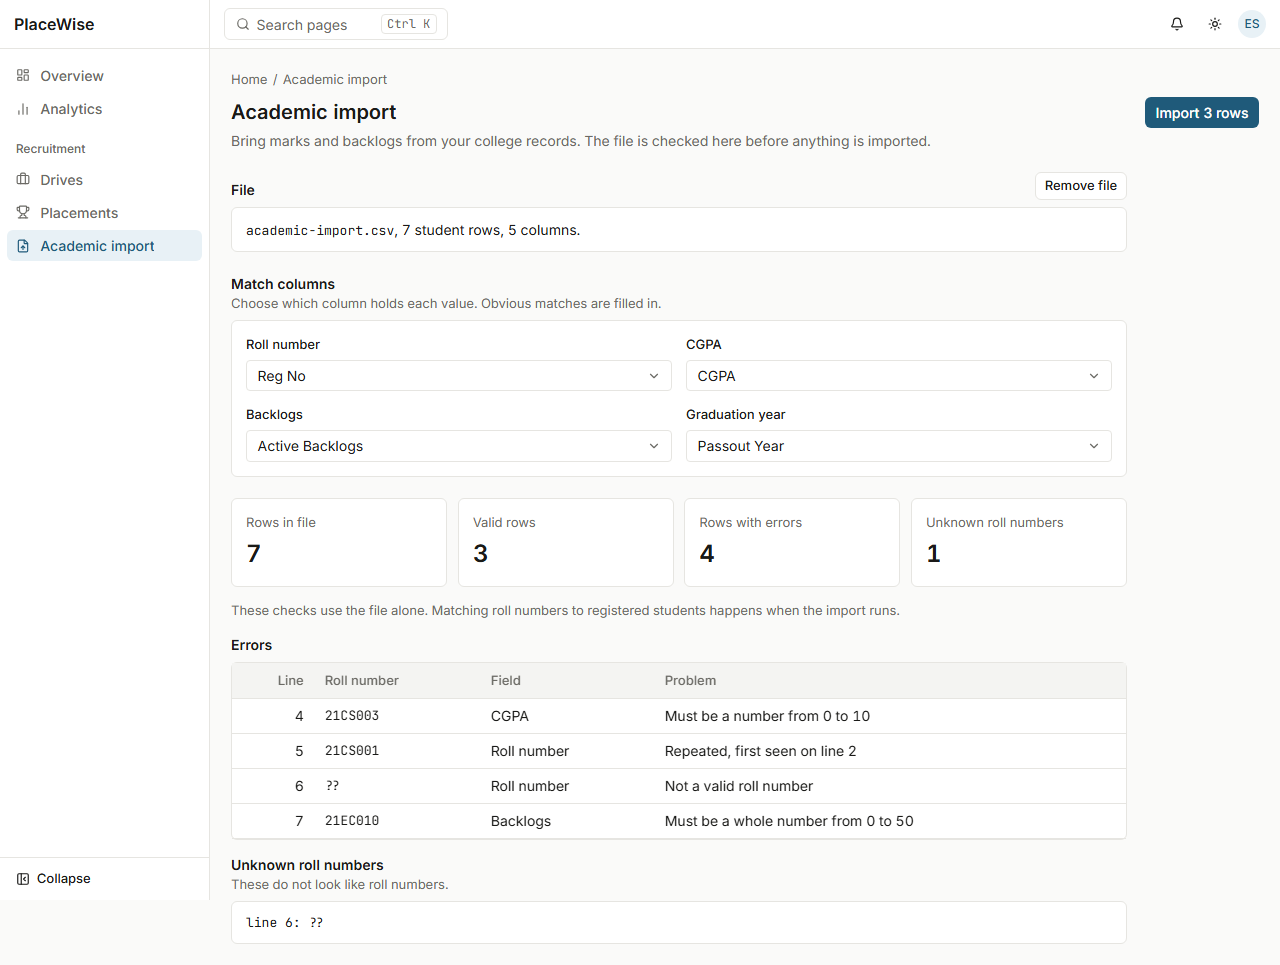 PlaceWise
Search pages Ctrl K
ES
Overview
Analytics
Recruitment
Drives
Placements
Academic import
Collapse
Home / Academic import
Academic import
Import 3 rows
Bring marks and backlogs from your college records. The file is checked here before anything is imported.
File
Remove file
academic-import.csv, 7 student rows, 5 columns.
Match columns
Choose which column holds each value. Obvious matches are filled in.
Roll number CGPA
Reg No CGPA
Backlogs Graduation year
Active Backlogs Passout Year
Rows in file Valid rows Rows with errors Unknown roll numbers
7 3 4 1
These checks use the file alone. Matching roll numbers to registered students happens when the import runs.
Errors
Line Roll number Field Problem
4 21CS003 CGPA Must be a number from 0 to 10
5 21CS001 Roll number Repeated, first seen on line 2
6 ?? Roll number Not a valid roll number
7 21EC010 Backlogs Must be a whole number from 0 to 50
Unknown roll numbers
These do not look like roll numbers.
line 6: ??